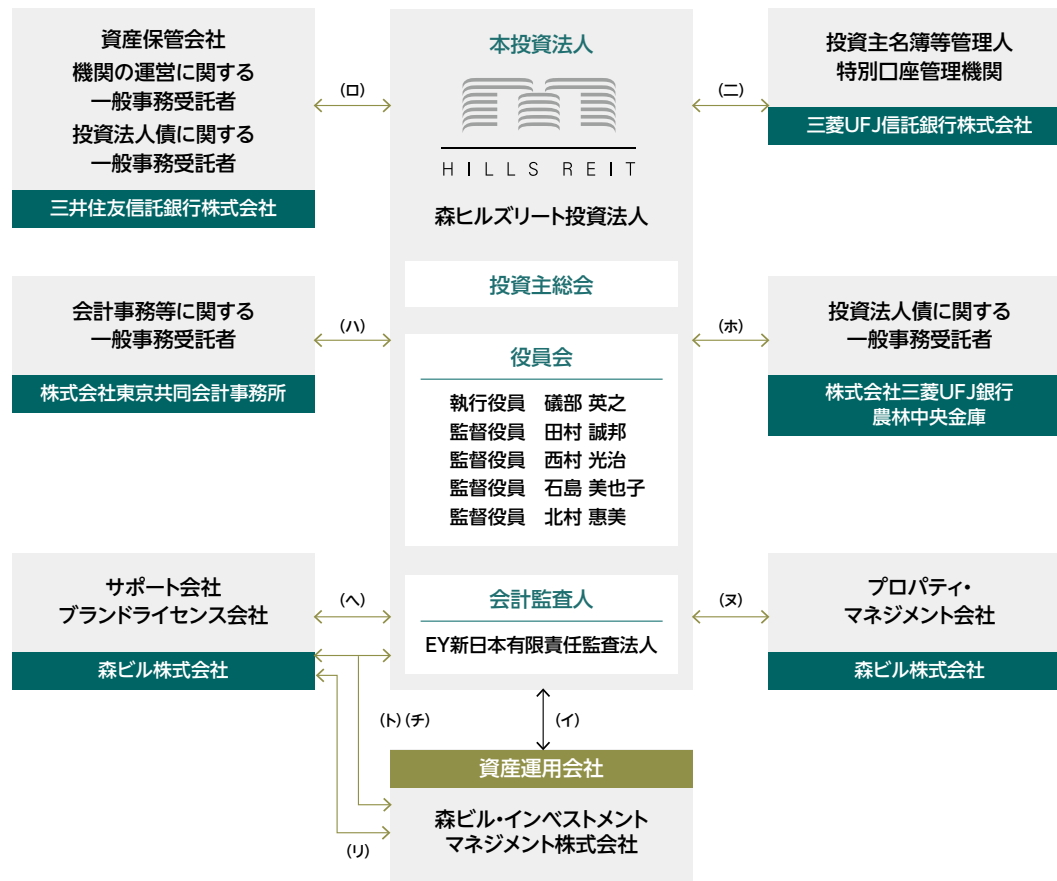 資産保管会社
機関の運営に関する
一般事務受託者
投資法人債に関する
一般事務受託者
三井住友信託銀行株式会社
(ロ)
本投資法人
HILLS REIT
森ヒルズリート投資法人
(ニ)
投資主名簿等管理人
特別口座管理機関
三菱UFJ信託銀行株式会社
投資主総会
会計事務等に関する
一般事務受託者
株式会社東京共同会計事務所
(ハ)
役員会
執行役員 礒部 英之
監督役員 田村 誠邦
監督役員 西村 光治
監督役員 石島 美也子
監督役員 北村 惠美
(ホ)
投資法人債に関する
一般事務受託者
株式会社三菱UFJ銀行
農林中央金庫
サポート会社
ブランドライセンス会社
森ビル株式会社
(ヘ)
会計監査人
EY新日本有限責任監査法人
(ヌ)
プロパティ・
マネジメント会社
森ビル株式会社
(ト)(チ)
(イ)
資産運用会社
森ビル・インベストメント
マネジメント株式会社
(リ)